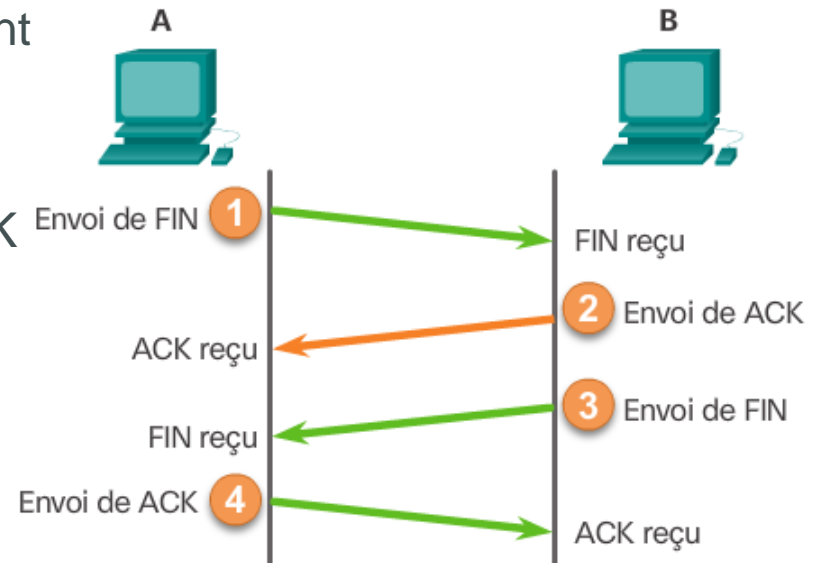 A
B
nt
Envoi de FIN 1
FIN reçu
K
2 Envoi de ACK
ACK reçu
3 Envoi de FIN
FIN reçu
Envoi de ACK 4
ACK reçu